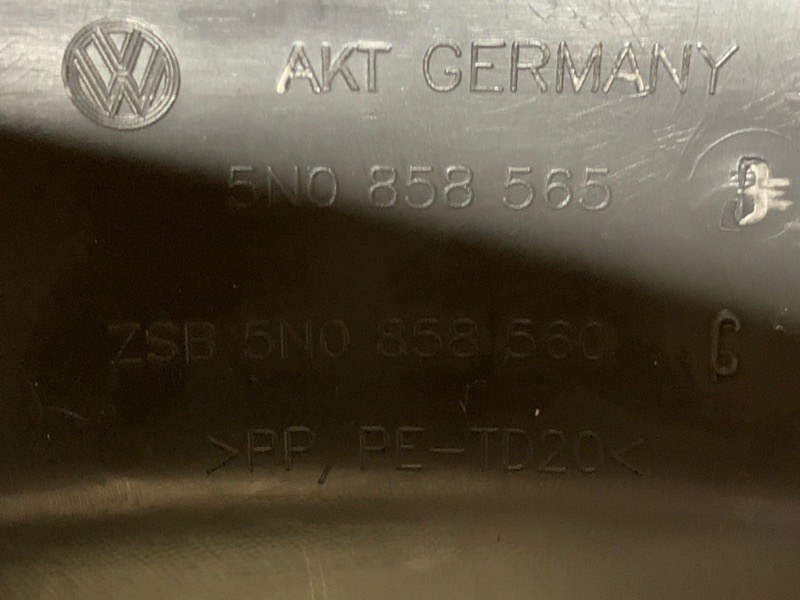 AKT GERMANY
5N0 858 565
ZSB 5N0 858 560 C
>PP, PE-TD20<